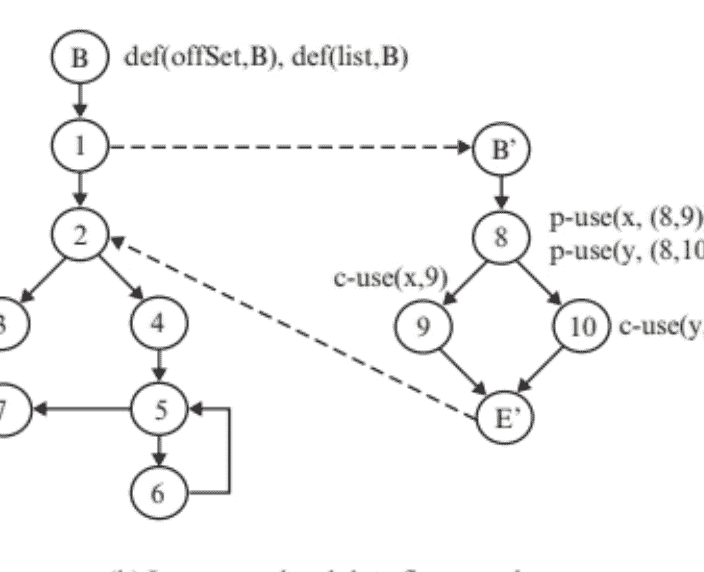 B def(offSet,B), def(list,B)
1
B’
2
8
p-use(x, (8,9)
p-use(y, (8,10
c-use(x,9)
3
4
9
10
c-use(y,
7
5
E’
6